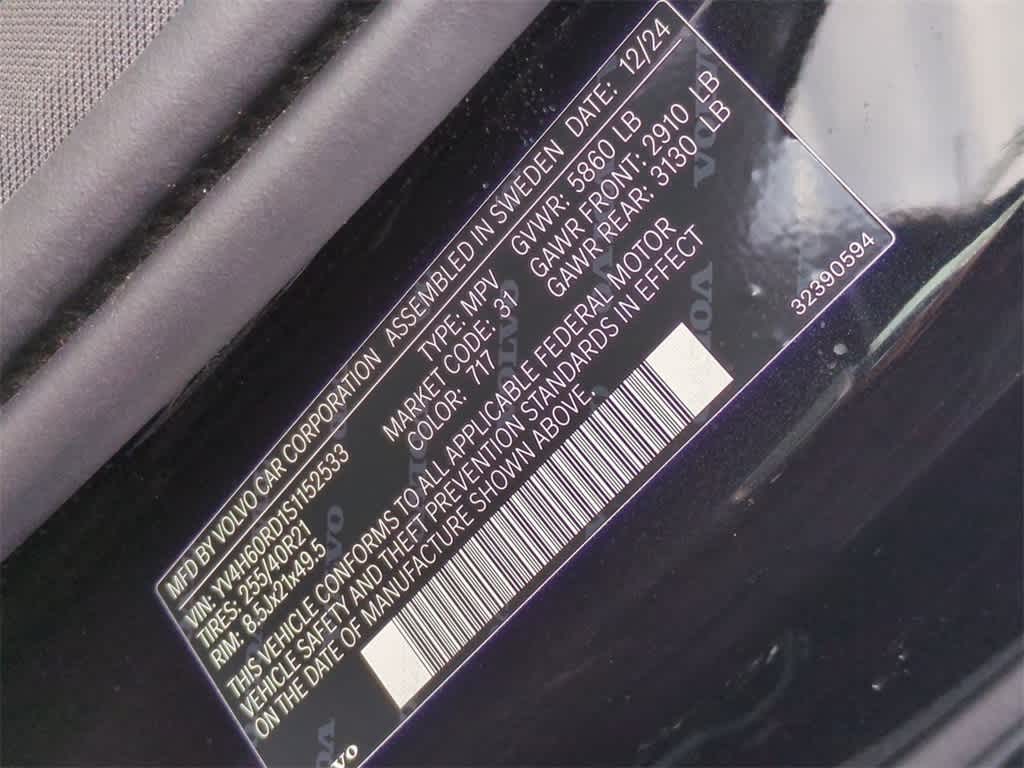 MFD BY VOLVO CAR CORPORATION ASSEMBLED IN SWEDEN DATE: 12/24
VIN: YV4H60RD1S1152533 TYPE: MPV GVWR: 5860 LB
TIRES: 255/40R21 MARKET CODE: 31 GAWR FRONT: 2910 LB
RIM: 8.5Jx21x49.5 COLOR: 717 GAWR REAR: 3130 LB
THIS VEHICLE CONFORMS TO ALL APPLICABLE FEDERAL MOTOR
VEHICLE SAFETY AND THEFT PREVENTION STANDARDS IN EFFECT
ON THE DATE OF MANUFACTURE SHOWN ABOVE
32390594